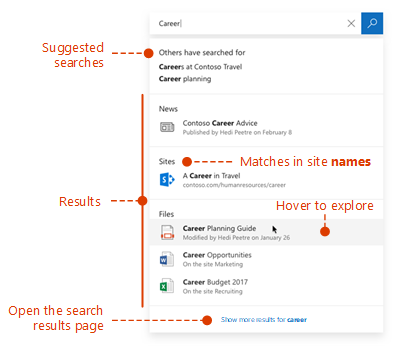 Career
Others have searched for
Careers at Contoso Travel
Career planning
Suggested
searches
News
Contoso Career Advice
Published by Hedi Peetre on February 8
Sites
Matches in site names
A Career in Travel
contoso.com/humanresources/career
Results
Hover to explore
Files
Career Planning Guide
Modified by Hedi Peetre on January 26
Career Opportunities
On the site Marketing
Career Budget 2017
On the site Recruiting
Open the search
results page
Show more results for career